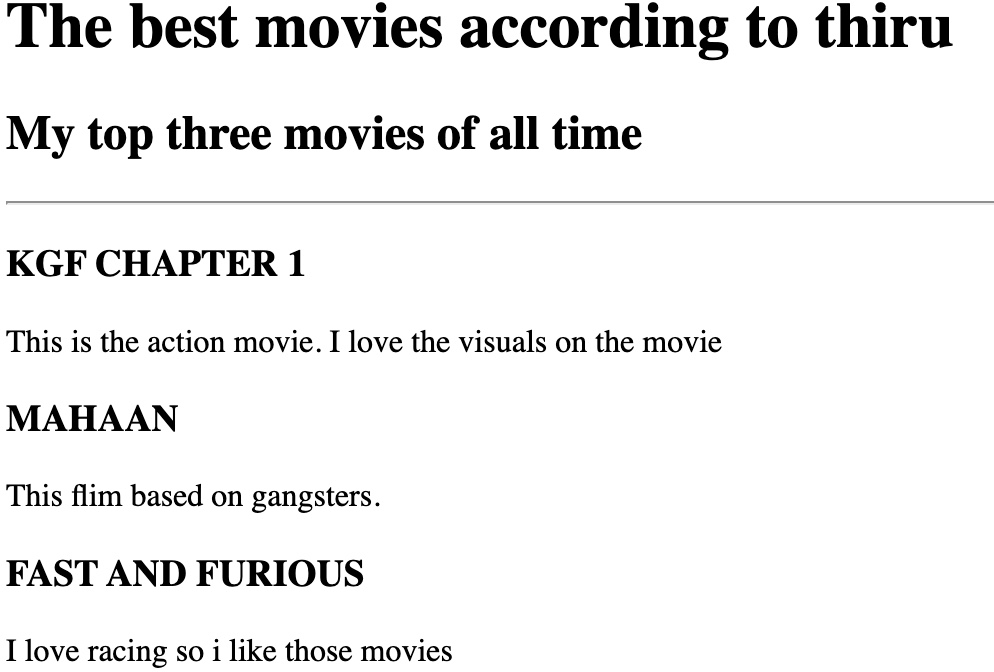 The best movies according to thiru
My top three movies of all time
KGF CHAPTER 1
This is the action movie. I love the visuals on the movie
MAHAAN
This flim based on gangsters.
FAST AND FURIOUS
I love racing so i like those movies